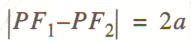 |PF₁–PF₂| = 2a